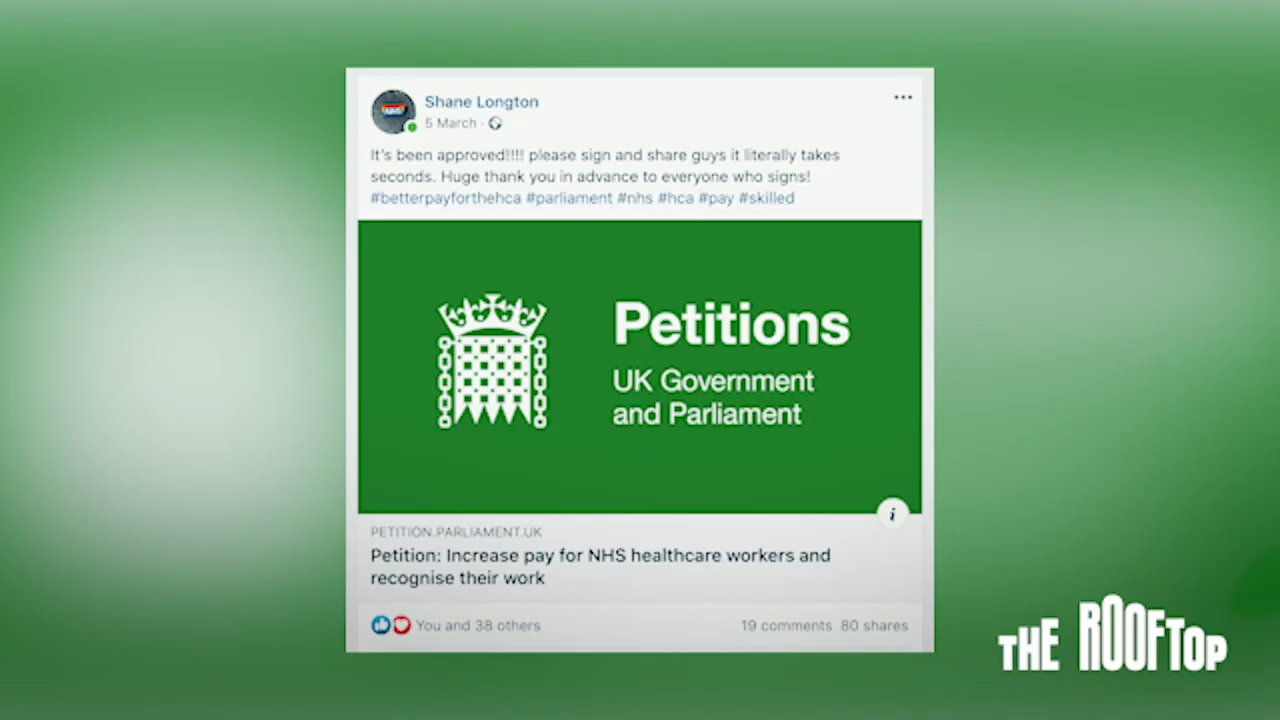 Shane Longton
5 March ·
It's been approved!!!! please sign and share guys it literally takes
seconds. Huge thank you in advance to everyone who signs!
#betterpayforthehca #parliament #nhs #hca #pay #skilled
Petitions
UK Government
and Parliament
i
PETITION.PARLIAMENT.UK
Petition: Increase pay for NHS healthcare workers and
recognise their work
You and 38 others
19 comments 80 shares
THE ROOFTOP